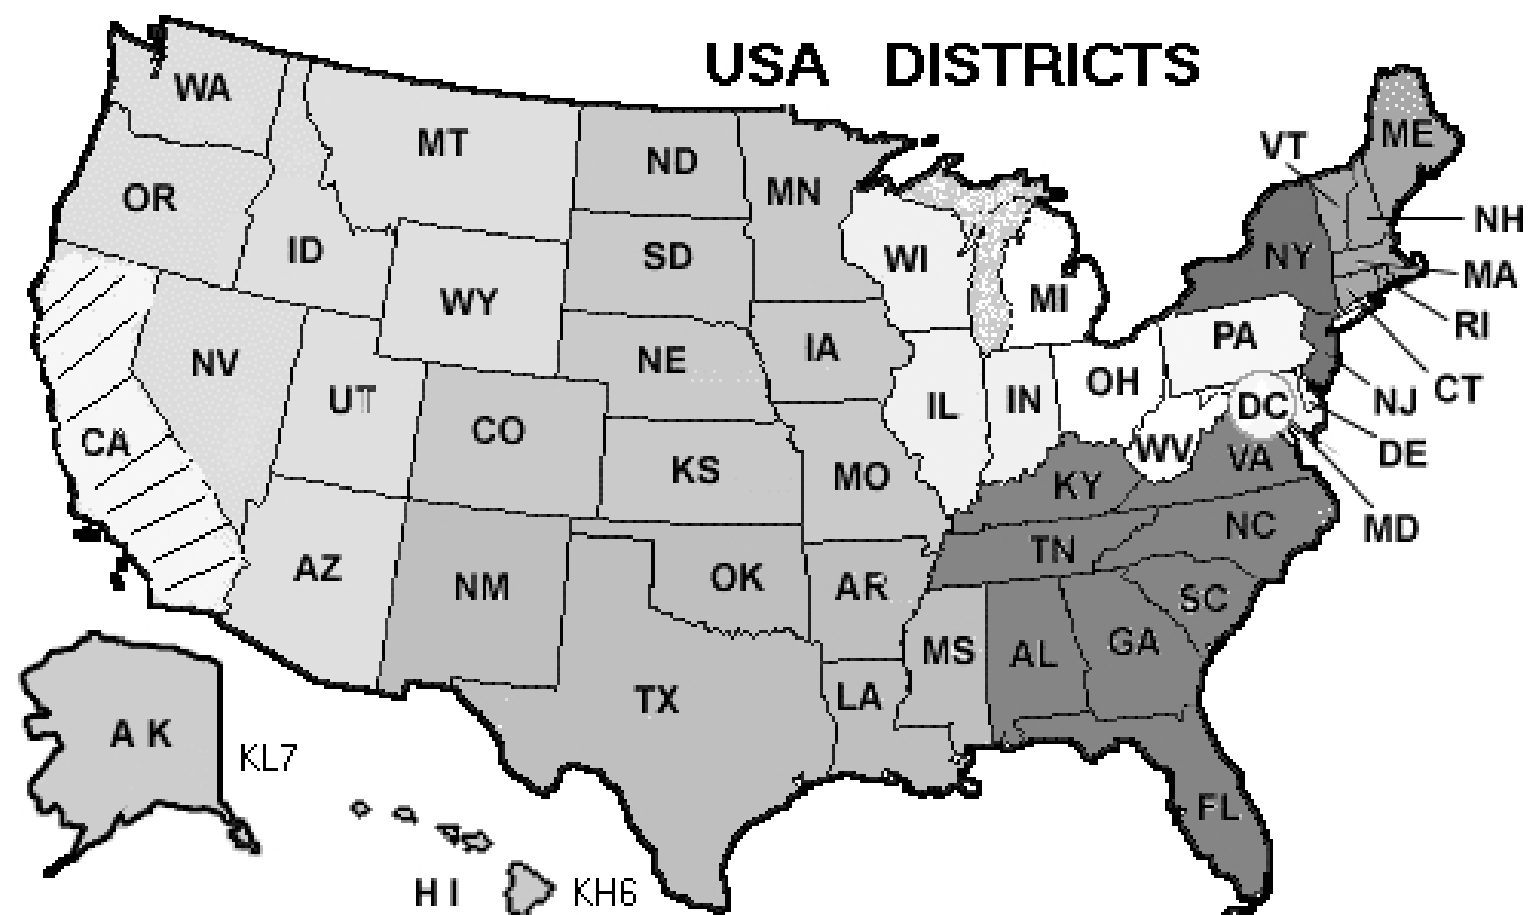 USA DISTRICTS
WA
MT
ND
MN
ME
VT
OR
ID
SD
WI
NY
NH
MA
WY
MI
RI
NV
NE
IA
PA
UT
CO
IL
IN
OH
DC
NJ
CT
CA
KS
MO
WV
VA
DE
KY
MD
AZ
NM
OK
AR
TN
NC
SC
MS
AL
GA
TX
LA
A K
KL7
FL
H I
KH6